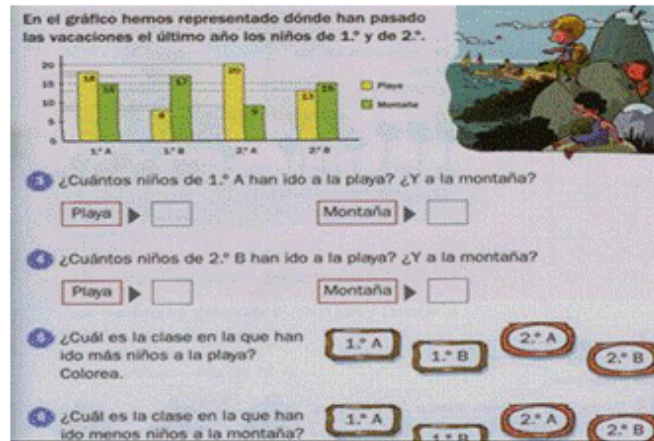 En el gráfico hemos representado dónde han pasado
las vacaciones el último año los niños de 1.º y de 2.º.
20
15
10
5
0
18
15
8
17
20
9
13
15
Playa
Montaña
1.º A
1.º B
2.º A
2.º B
¿Cuántos niños de 1.º A han ido a la playa? ¿Y a la montaña?
Playa
Montaña
¿Cuántos niños de 2.º B han ido a la playa? ¿Y a la montaña?
Playa
Montaña
¿Cuál es la clase en la que han
ido más niños a la playa?
Colorea.
1.º A
1.º B
2.º A
2.º B
¿Cuál es la clase en la que han
ido menos niños a la montaña?
1.º A
1.º B
2.º A
2.º B